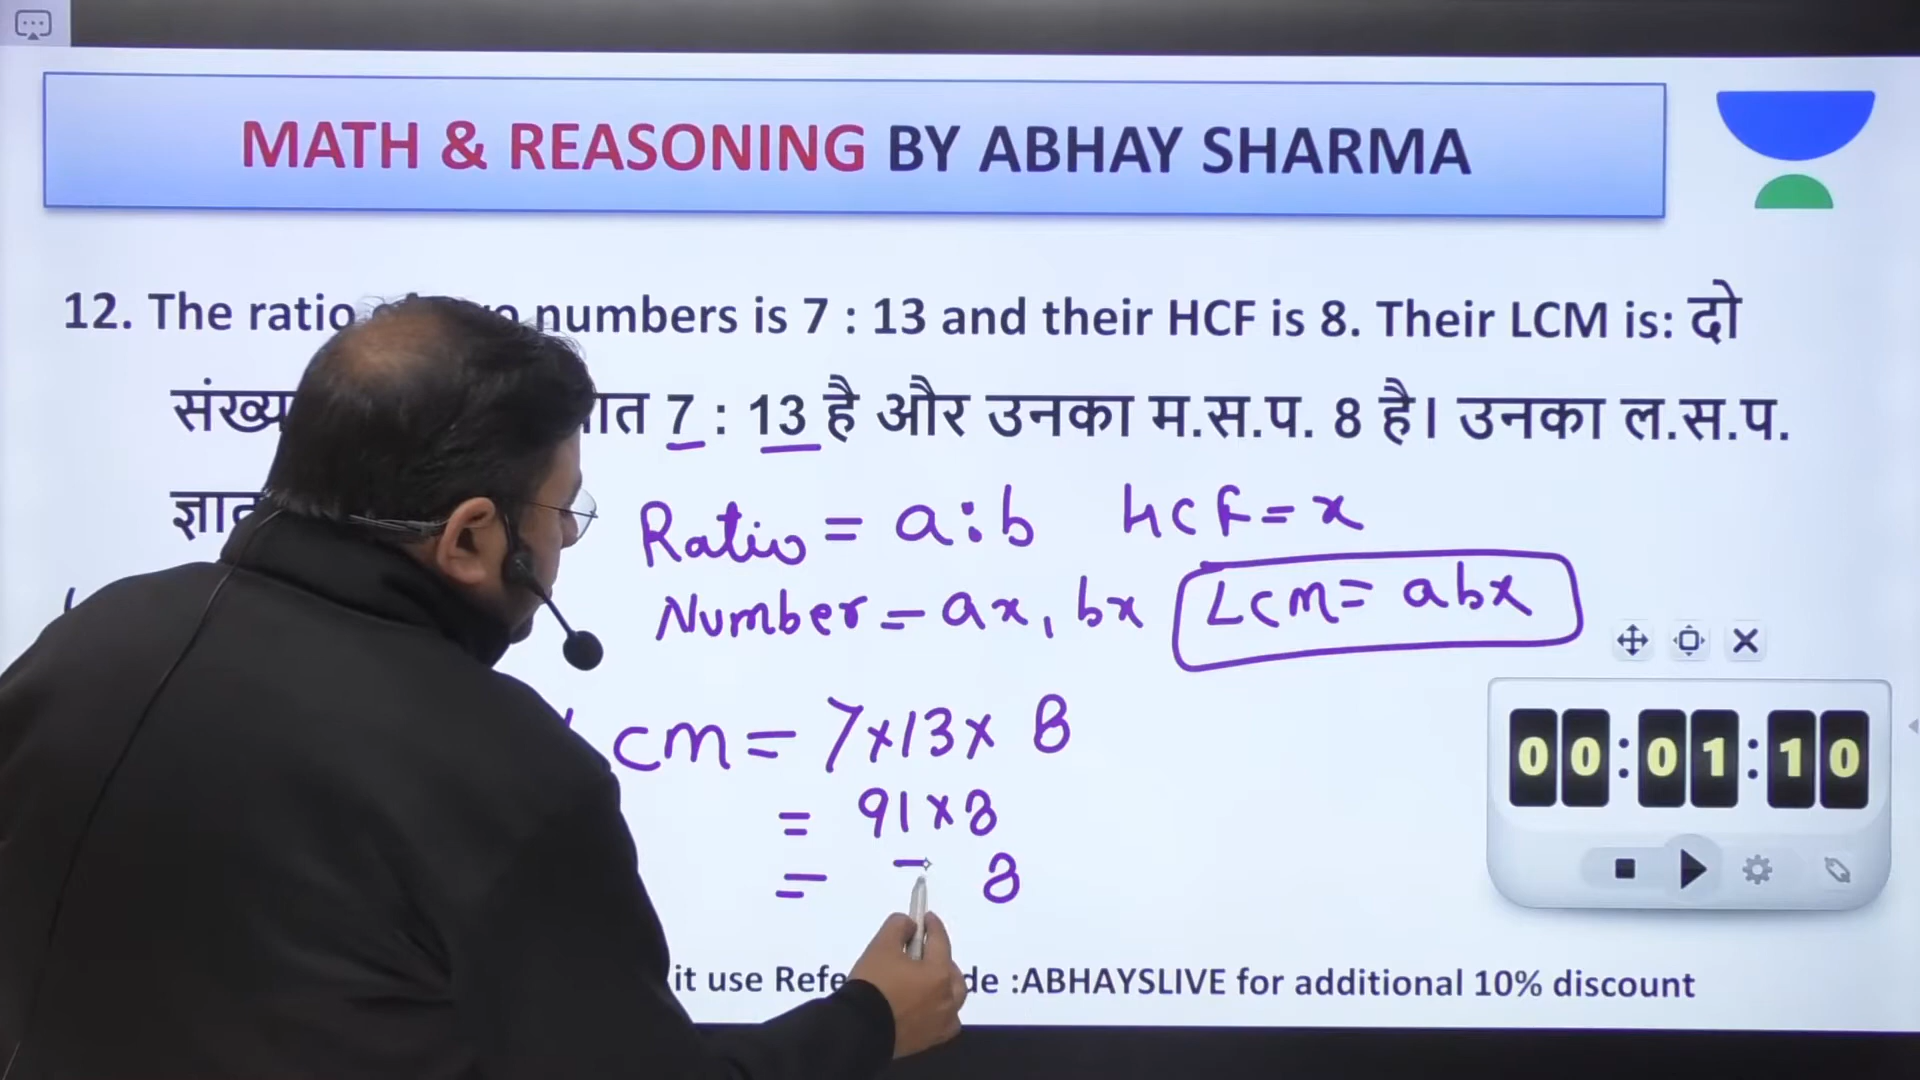 MATH & REASONING BY ABHAY SHARMA
12. The ratio numbers is 7 : 13 and their HCF is 8. Their LCM is: दो
7 : 13 है और उनका म.स.प. 8 है। उनका ल.स.प.
Ratio = a:b HCF = x
Number = ax, bx LCM = abx
CM = 7×13× 8
= 91×8
= 8
00:01:10
it use de :ABHAYSLIVE for additional 10% discount